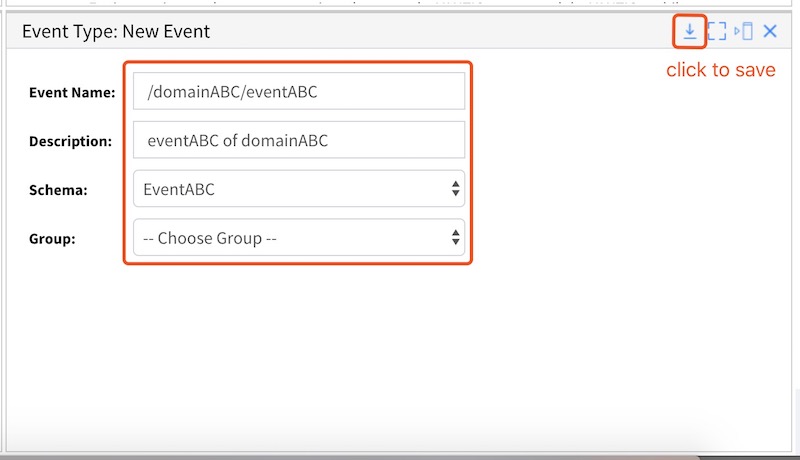 Event Type: New Event
click to save
Event Name: /domainABC/eventABC
Description: eventABC of domainABC
Schema: EventABC
Group: -- Choose Group --